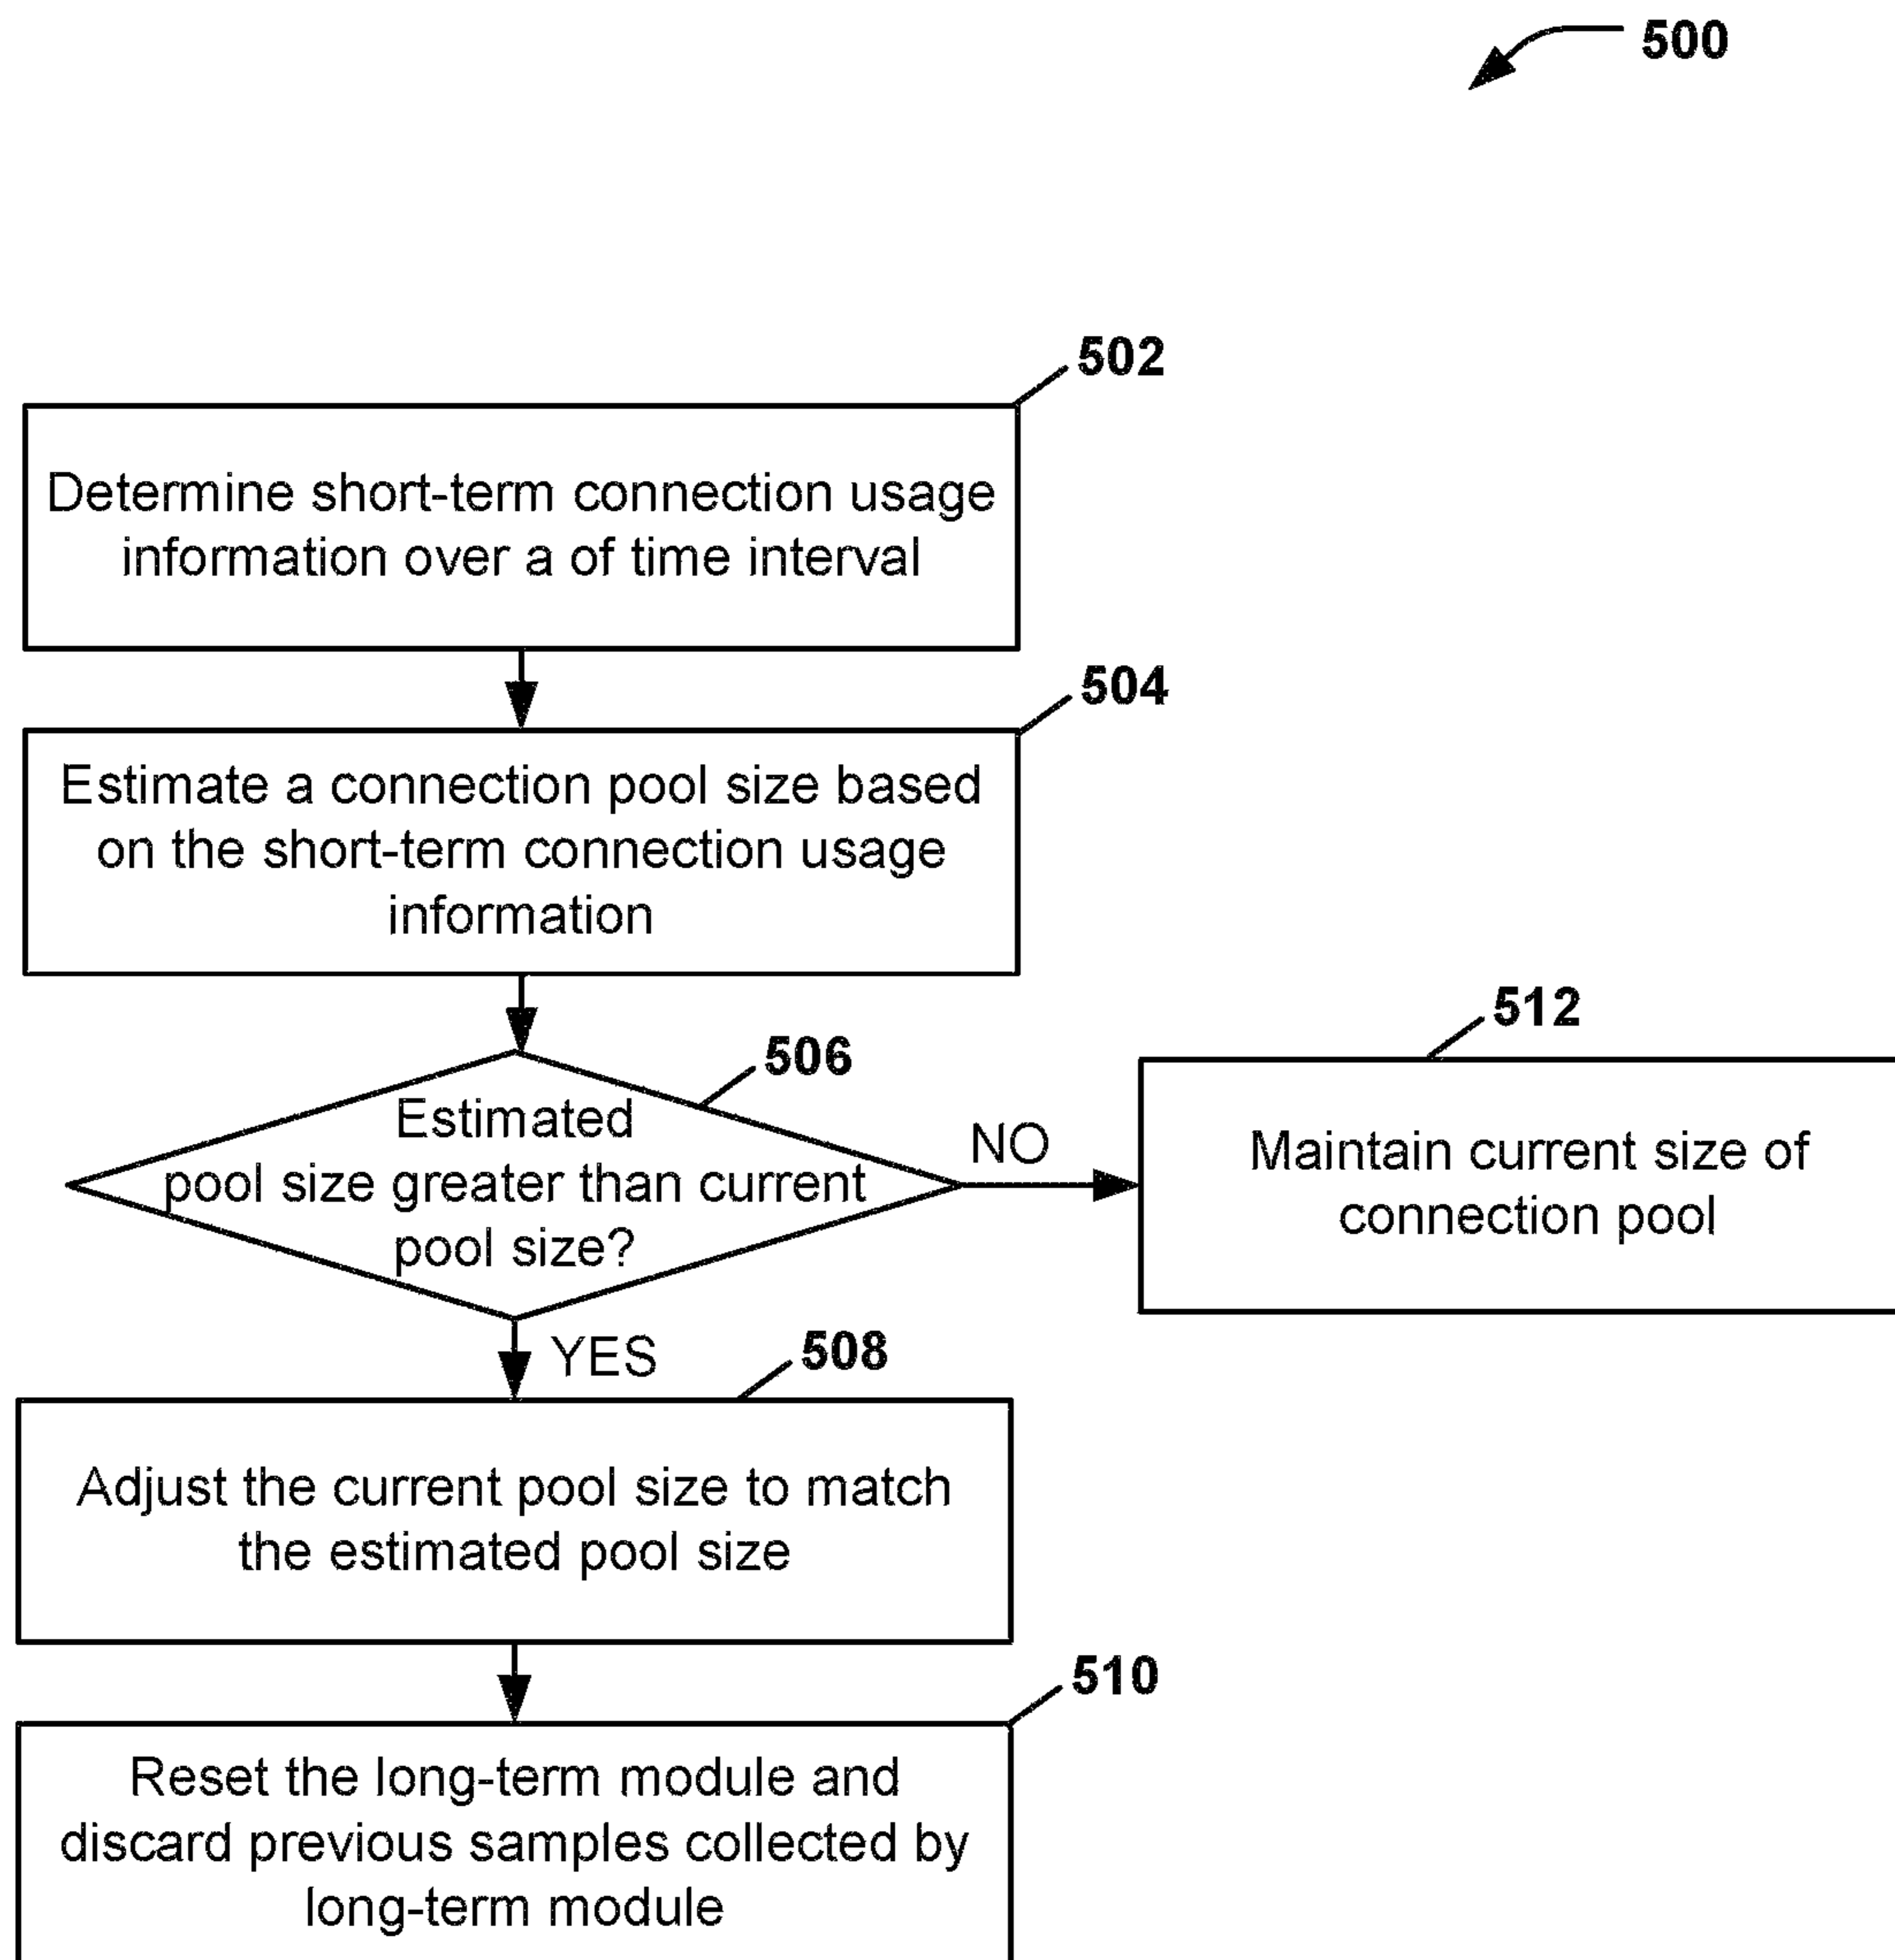 500
502
Determine short-term connection usage
information over a of time interval
504
Estimate a connection pool size based
on the short-term connection usage
information
506
Estimated
pool size greater than current
pool size?
NO
512
Maintain current size of
connection pool
YES
508
Adjust the current pool size to match
the estimated pool size
510
Reset the long-term module and
discard previous samples collected by
long-term module